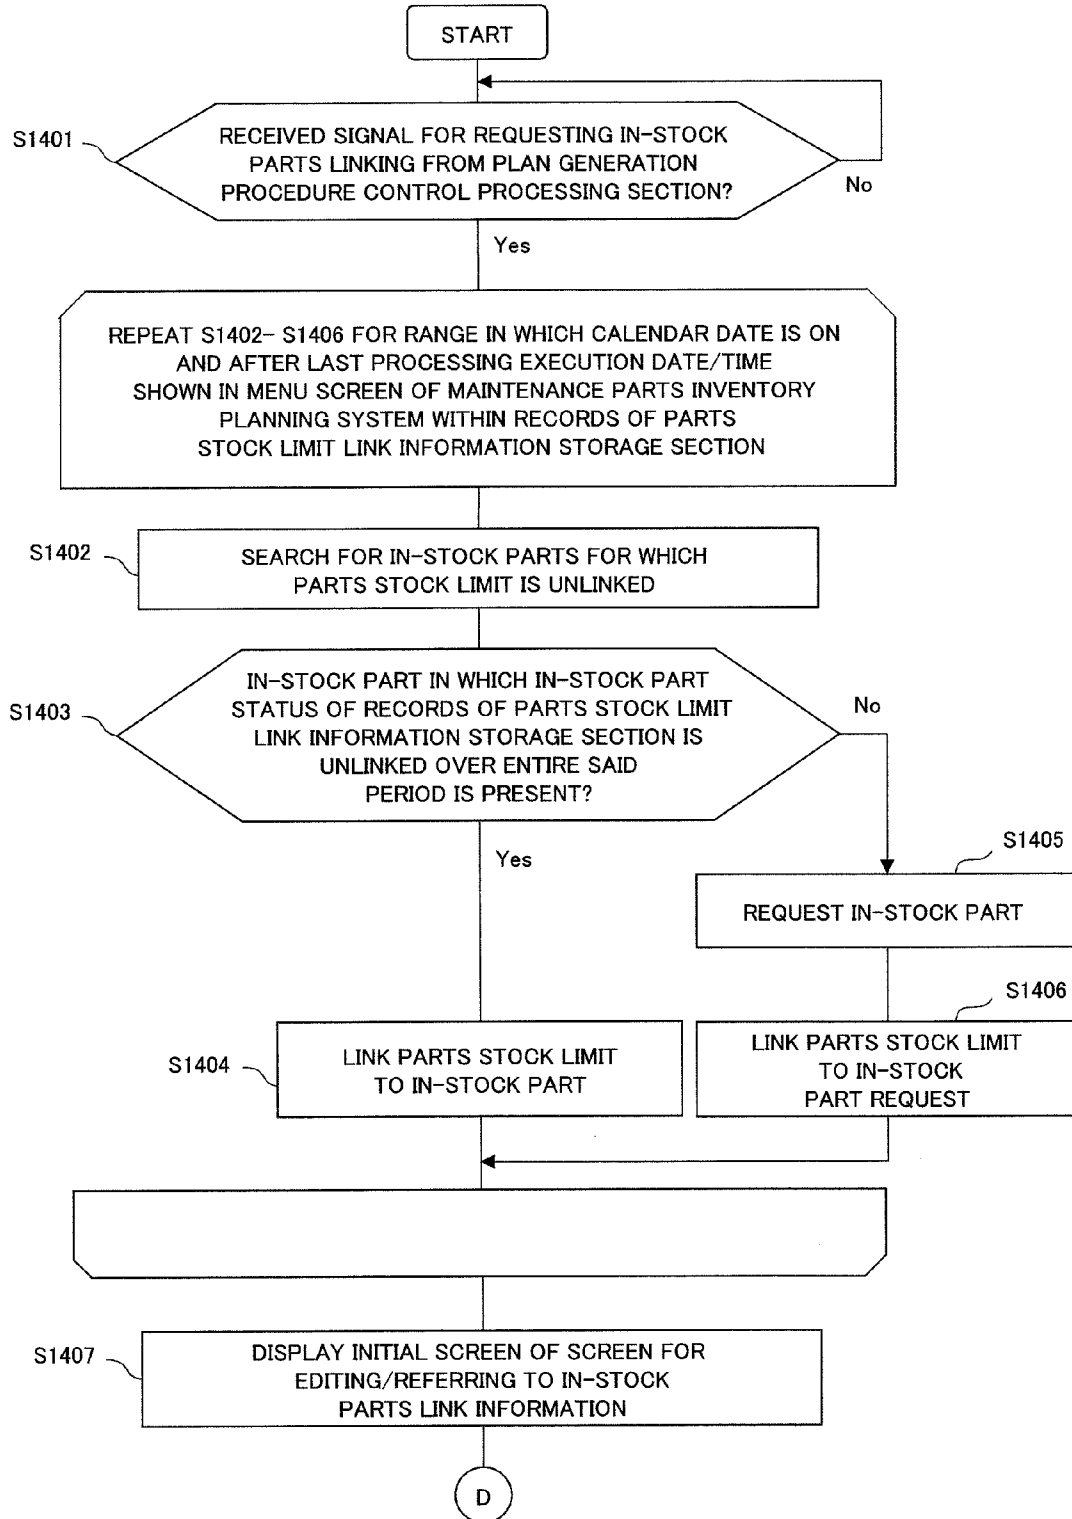 START
S1401
RECEIVED SIGNAL FOR REQUESTING IN-STOCK
PARTS LINKING FROM PLAN GENERATION
PROCEDURE CONTROL PROCESSING SECTION?
No
Yes
REPEAT S1402- S1406 FOR RANGE IN WHICH CALENDAR DATE IS ON
AND AFTER LAST PROCESSING EXECUTION DATE/TIME
SHOWN IN MENU SCREEN OF MAINTENANCE PARTS INVENTORY
PLANNING SYSTEM WITHIN RECORDS OF PARTS
STOCK LIMIT LINK INFORMATION STORAGE SECTION
S1402
SEARCH FOR IN-STOCK PARTS FOR WHICH
PARTS STOCK LIMIT IS UNLINKED
S1403
IN-STOCK PART IN WHICH IN-STOCK PART
STATUS OF RECORDS OF PARTS STOCK LIMIT
LINK INFORMATION STORAGE SECTION IS
UNLINKED OVER ENTIRE SAID
PERIOD IS PRESENT?
No
Yes
S1405
REQUEST IN-STOCK PART
S1404
LINK PARTS STOCK LIMIT
TO IN-STOCK PART
S1406
LINK PARTS STOCK LIMIT
TO IN-STOCK
PART REQUEST
S1407
DISPLAY INITIAL SCREEN OF SCREEN FOR
EDITING/REFERRING TO IN-STOCK
PARTS LINK INFORMATION
D